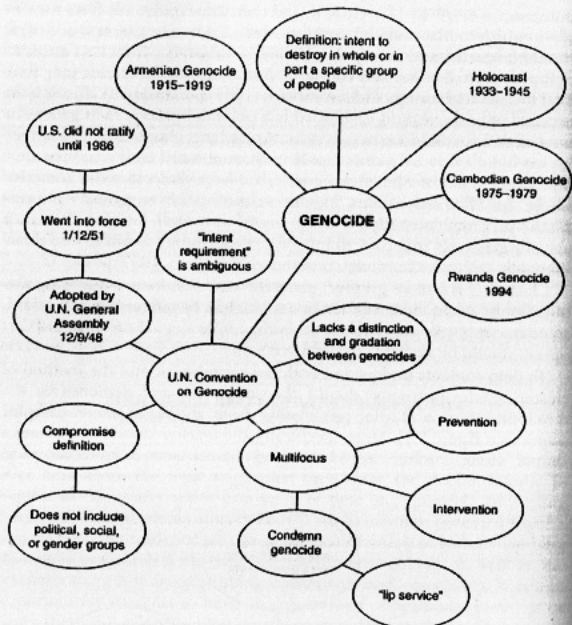 Definition: intent to
destroy in whole or in
part a specific group
of people
Armenian Genocide
1915–1919
Holocaust
1933–1945
U.S. did not ratify
until 1986
Cambodian Genocide
1975–1979
Went into force
1/12/51
"intent
requirement"
is ambiguous
GENOCIDE
Rwanda Genocide
1994
Adopted by
U.N. General
Assembly
12/9/48
Lacks a distinction
and gradation
between genocides
U.N. Convention
on Genocide
Prevention
Compromise
definition
Multifocus
Intervention
Does not include
political, social,
or gender groups
Condemn
genocide
"lip service"